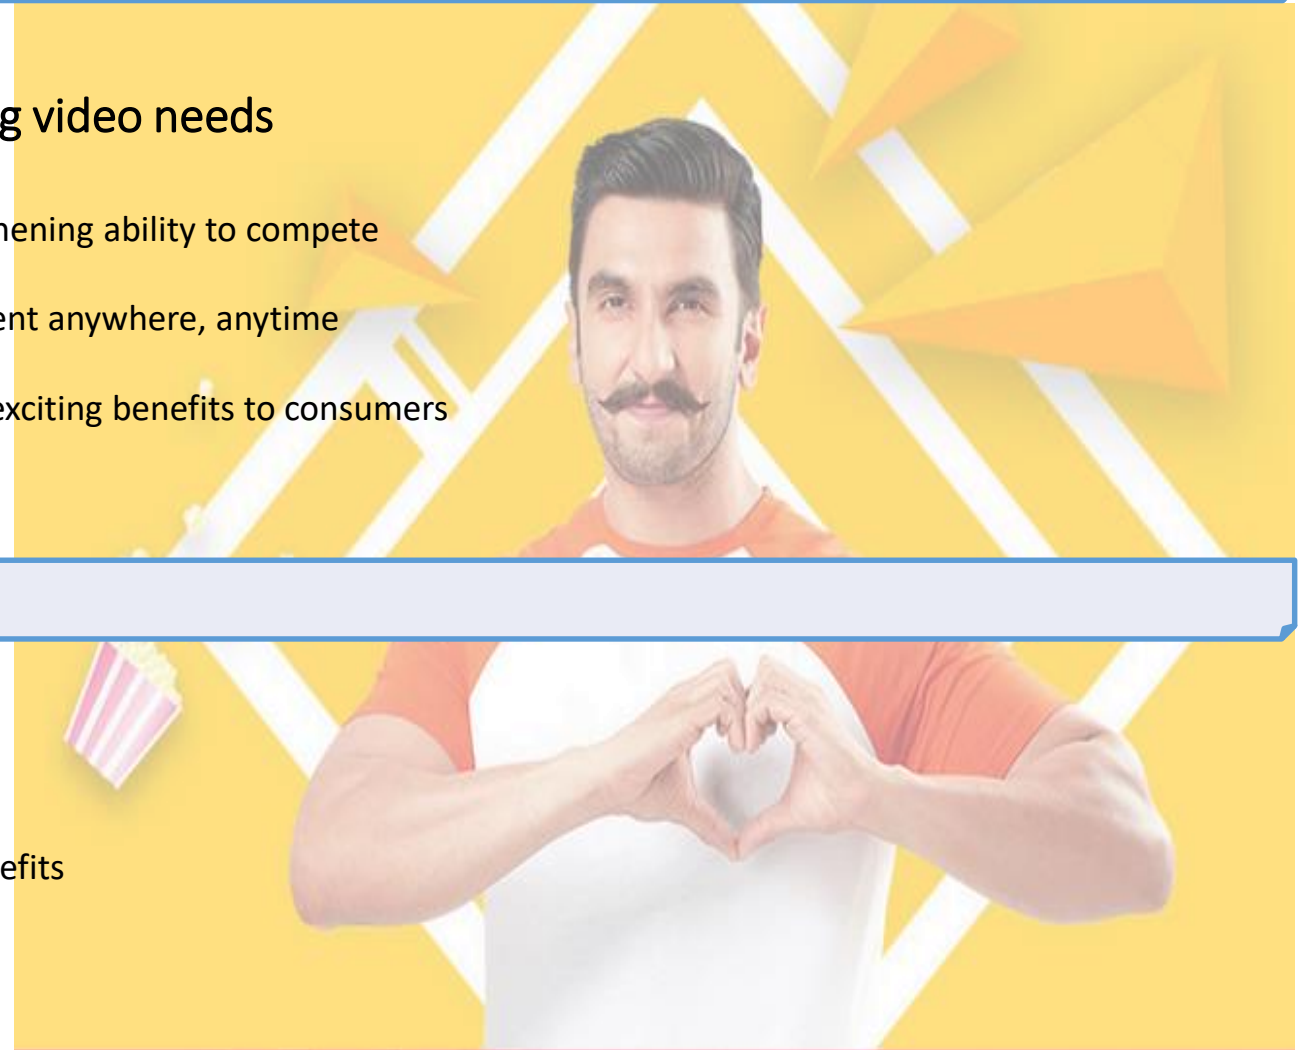 g video needs
hening ability to compete
ent anywhere, anytime
exciting benefits to consumers
efits